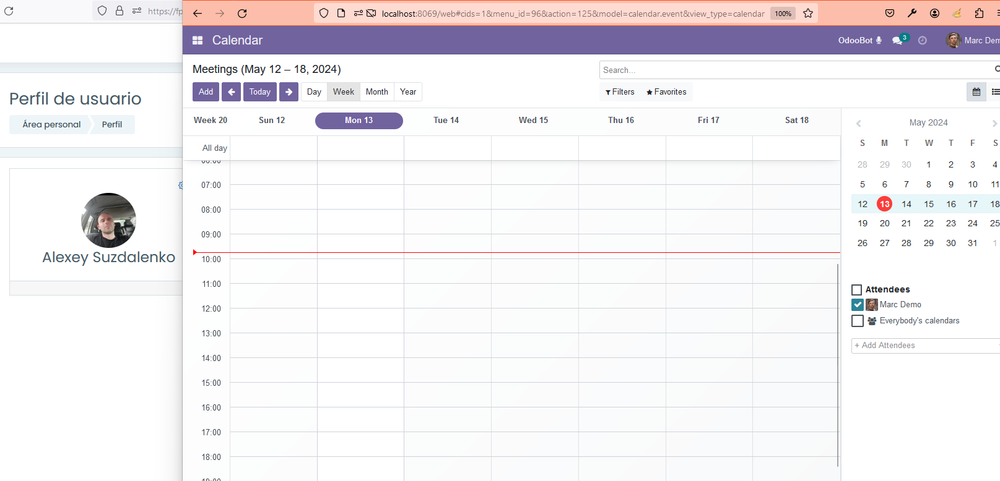 https://fp
Perfil de usuario
Área personal
Perfil
Alexey Suzdalenko
localhost:8069/web#cids=1&menu_id=96&action=125&model=calendar.event&view_type=calendar
100%
Calendar
OdooBot
3
Marc Dem
Meetings (May 12 – 18, 2024)
Search...
Add
Today
Day
Week
Month
Year
Filters
Favorites
Week 20
Sun 12
Mon 13
Tue 14
Wed 15
Thu 16
Fri 17
Sat 18
All day
06:00
07:00
08:00
09:00
10:00
11:00
12:00
13:00
14:00
15:00
16:00
17:00
18:00
19:00
May 2024
S M T W T F S
28 29 30 1 2 3 4
5 6 7 8 9 10 11
12 13 14 15 16 17 18
19 20 21 22 23 24 25
26 27 28 29 30 31 1
Attendees
Marc Demo
Everybody's calendars
+ Add Attendees